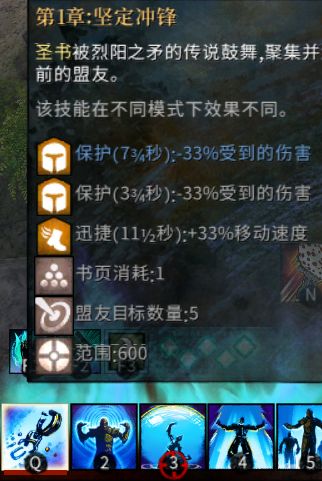 第1章:坚定冲锋
圣书被烈阳之矛的传说鼓舞,聚集并
前的盟友。
该技能在不同模式下效果不同。
保护(7¾秒):-33%受到的伤害
保护(3¾秒):-33%受到的伤害
迅捷(11½秒):+33%移动速度
书页消耗:1
盟友目标数量:5
范围:600
N
F3
Q 2 3 4 5